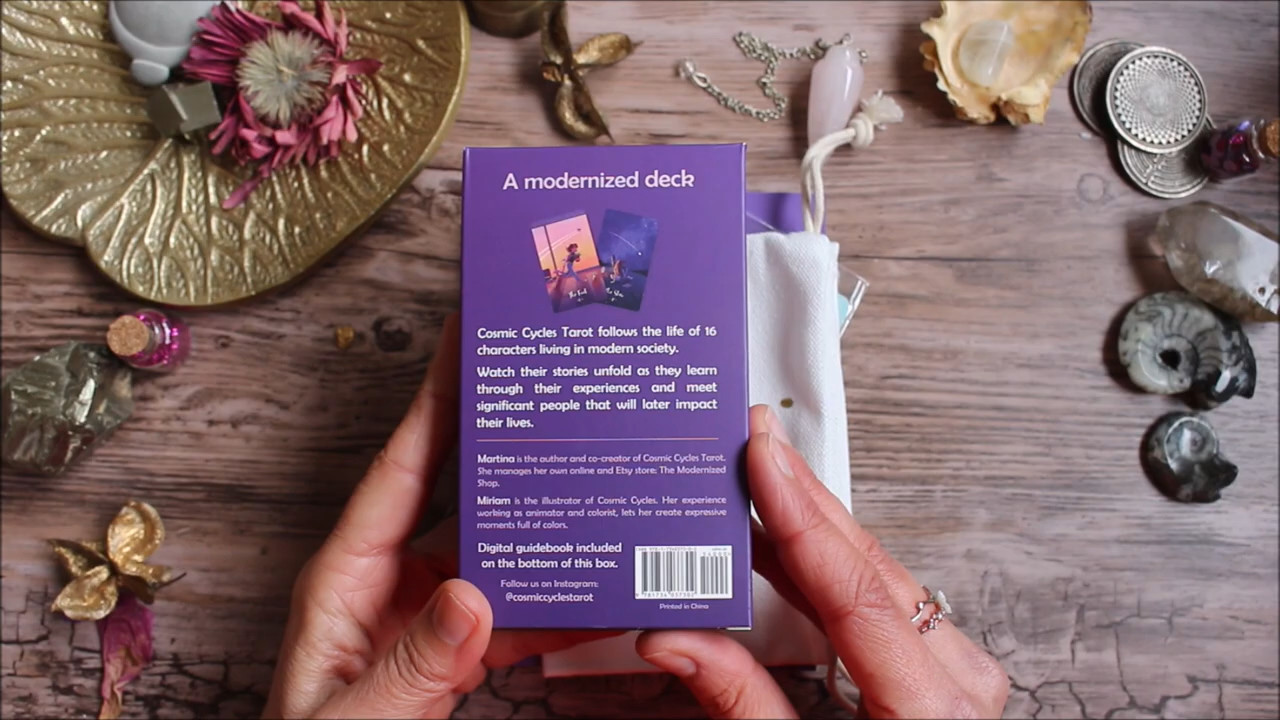 A modernized deck
The Fool
The Star
Cosmic Cycles Tarot follows the life of 16
characters living in modern society.
Watch their stories unfold as they learn
through their experiences and meet
significant people that will later impact
their lives.
Martina is the author and co-creator of Cosmic Cycles Tarot.
She manages her own online and Etsy store: The Modernized
Shop.
Miriam is the illustrator of Cosmic Cycles. Her experience
working as animator and colorist, lets her create expressive
moments full of colors.
Digital guidebook included
on the bottom of this box.
Follow us on Instagram:
@cosmiccyclestarot
Printed in China